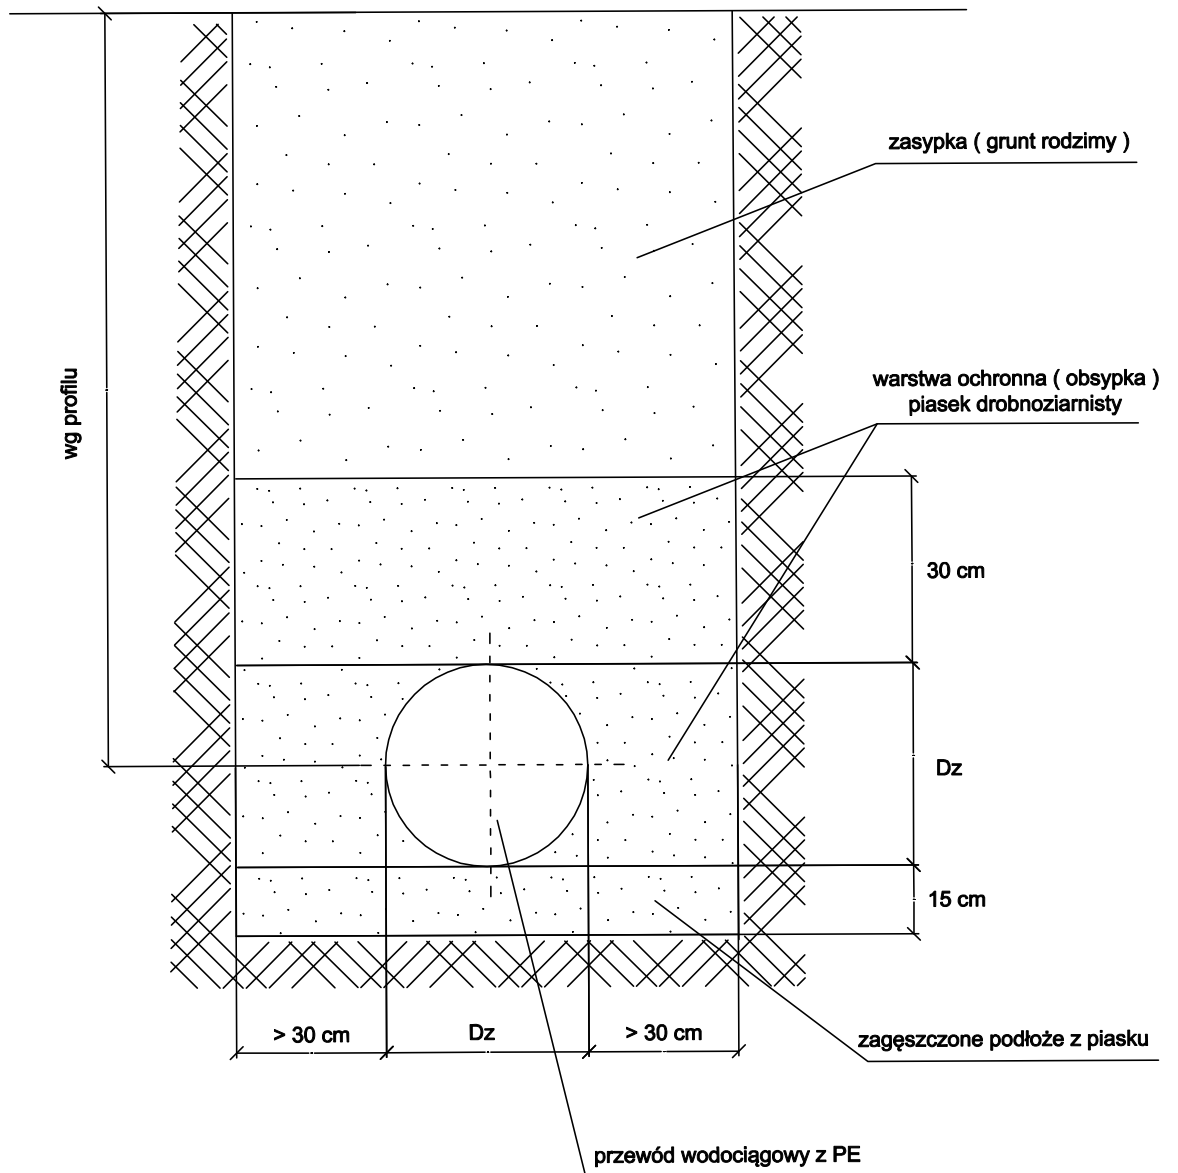 zasypka ( grunt rodzimy )
wg profilu
warstwa ochronna ( obsypka )
piasek drobnoziarnisty
30 cm
Dz
15 cm
> 30 cm
Dz
> 30 cm
zagęszczone podłoże z piasku
przewód wodociągowy z PE